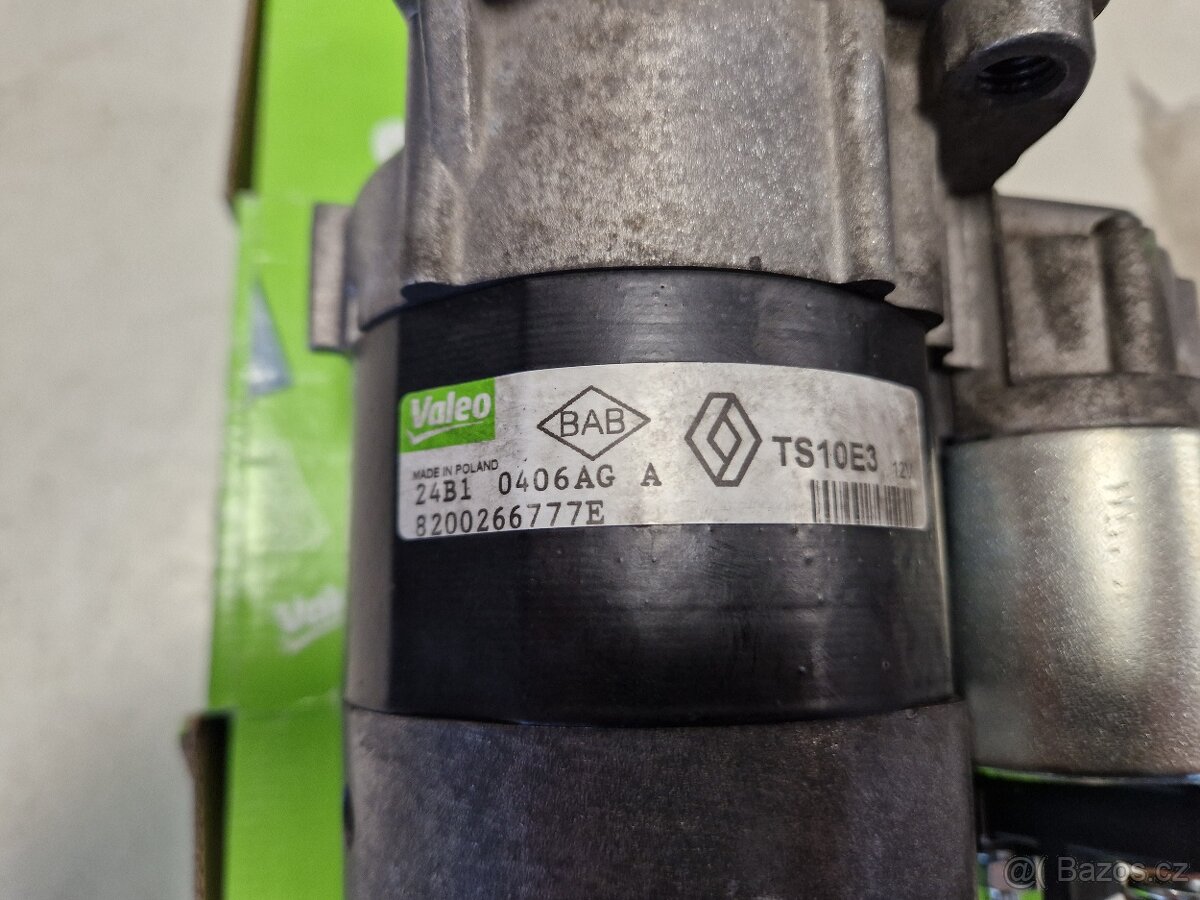 Valeo
BAB
TS10E3 12V
MADE IN POLAND
24B1 0406AG A
8200266777E
Valeo
@( Bazos.cz